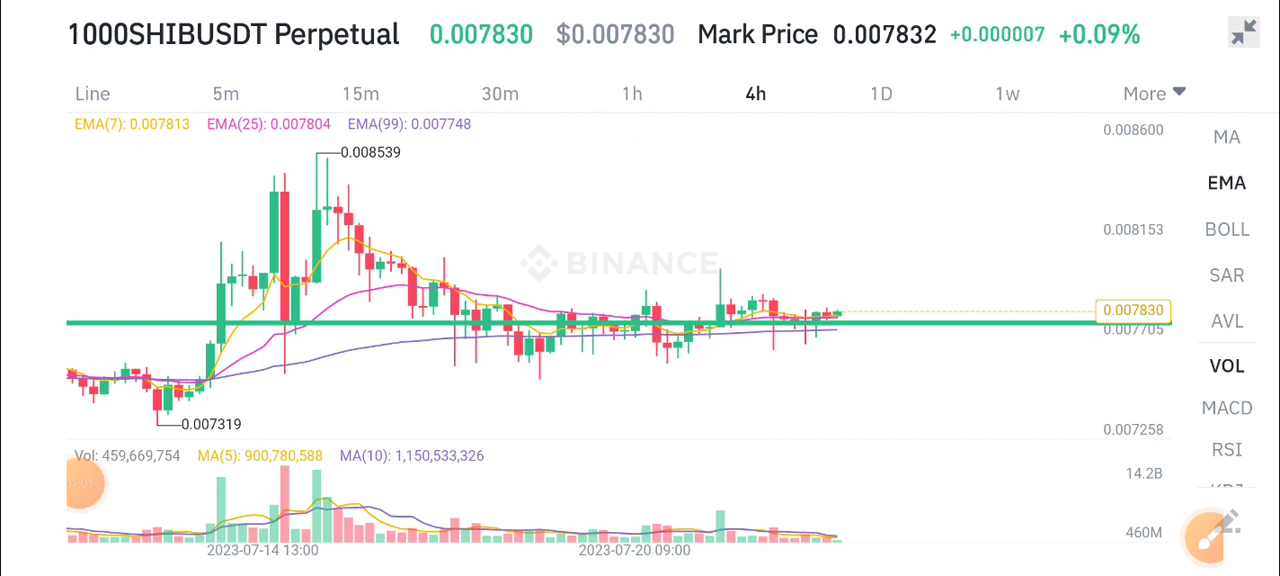 1000SHIBUSDT Perpetual 0.007830 $0.007830 Mark Price 0.007832 +0.000007 +0.09%
Line 5m 15m 30m 1h 4h 1D 1w More
EMA(7): 0.007813 EMA(25): 0.007804 EMA(99): 0.007748
0.008600
MA
0.008539
EMA
0.008153
BOLL
BINANCE
SAR
0.007830
AVL
0.007705
VOL
MACD
0.007319
0.007258
RSI
Vol: 459,669,754 MA(5): 900,780,588 MA(10): 1,150,533,326
14.2B
460M
2023-07-14 13:00 2023-07-20 09:00